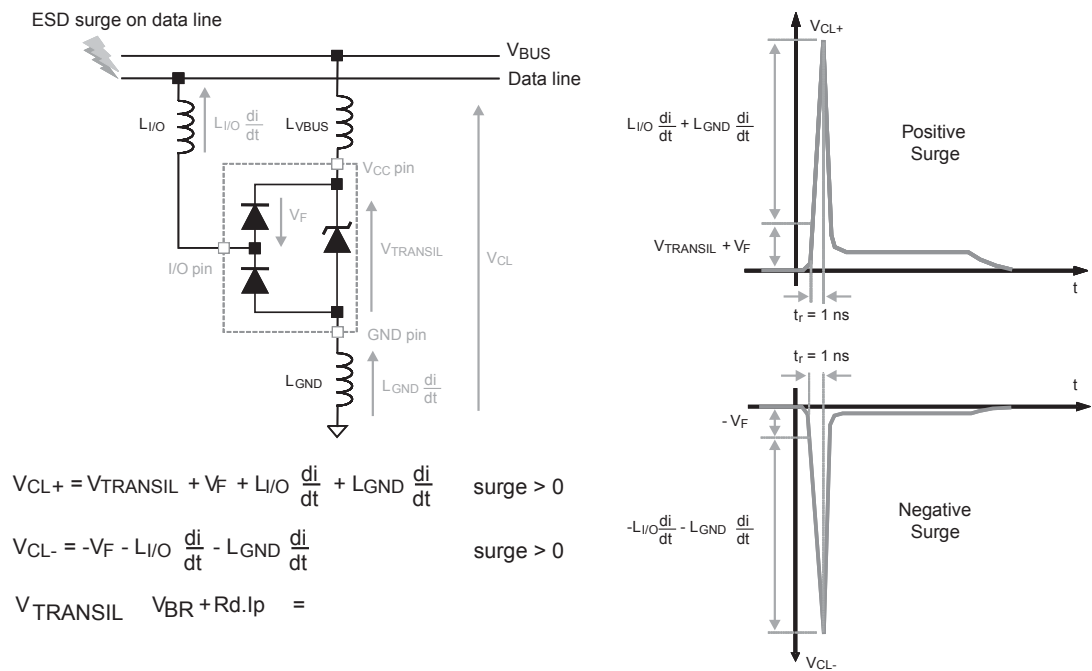 ESD surge on data line
VBUS
Data line
LI/O
LI/O di/dt
LVBUS
VCC pin
VF
VTRANSIL
VCL
I/O pin
GND pin
LGND
LGND di/dt
VCL+ = VTRANSIL + VF + LI/O di/dt + LGND di/dt surge > 0
VCL- = -VF - LI/O di/dt - LGND di/dt surge > 0
VTRANSIL VBR + Rd.Ip =
VCL+
LI/O di/dt + LGND di/dt
Positive
Surge
VTRANSIL + VF
t
tr = 1 ns
tr = 1 ns
t
- VF
-LI/O di/dt - LGND di/dt
Negative
Surge
VCL-